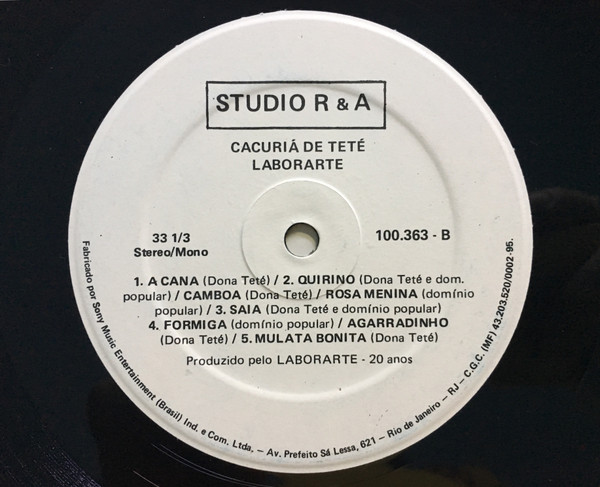 STUDIO R & A
CACURIÁ DE TETÉ
LABORARTE
33 1/3
Stereo/Mono
100.363 - B
1. A CANA (Dona Teté) / 2. QUIRINO (Dona Teté e dom.
popular) / CAMBOA (Dona Teté) / ROSA MENINA (domínio
popular) / 3. SAIA (Dona Teté e domínio popular)
4. FORMIGA (domínio popular) / AGARRADINHO
(Dona Teté) / 5. MULATA BONITA (Dona Teté)
Produzido pelo LABORARTE - 20 anos
Fabricado por Sony Music Entertainment (Brasil) Ind. e Com. Ltda. - Av. Prefeito Sá Lessa, 621 - Rio de Janeiro - RJ - C.G.C. (MF) 43.203.520/0002-95.